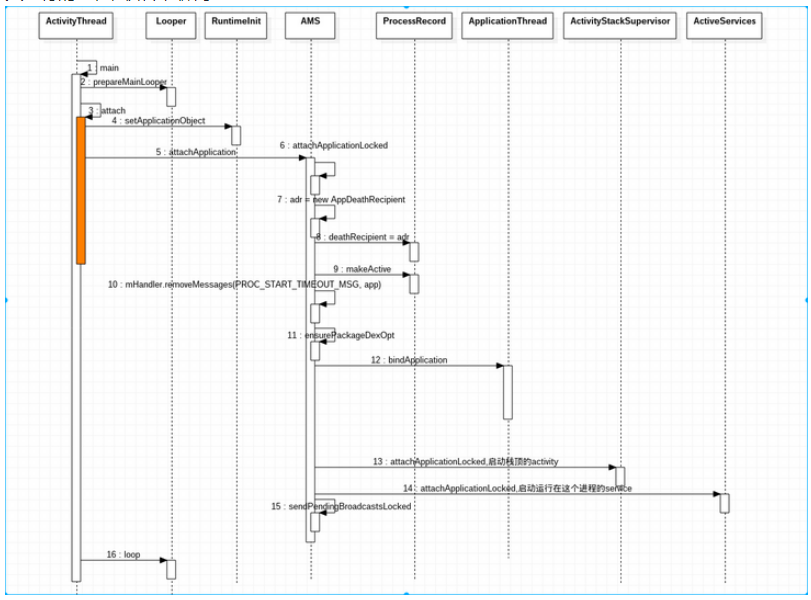 ActivityThread
Looper
RuntimeInit
AMS
ProcessRecord
ApplicationThread
ActivityStackSupervisor
ActiveServices
1 : main
2 : prepareMainLooper
3 : attach
4 : setApplicationObject
5 : attachApplication
6 : attachApplicationLocked
7 : adr = new AppDeathRecipient
8 : deathRecipient = adr
9 : makeActive
10 : mHandler.removeMessages(PROC_START_TIMEOUT_MSG, app)
11 : ensurePackageDexOpt
12 : bindApplication
13 : attachApplicationLocked,启动栈顶的activity
14 : attachApplicationLocked,启动运行在这个进程的service
15 : sendPendingBroadcastsLocked
16 : loop